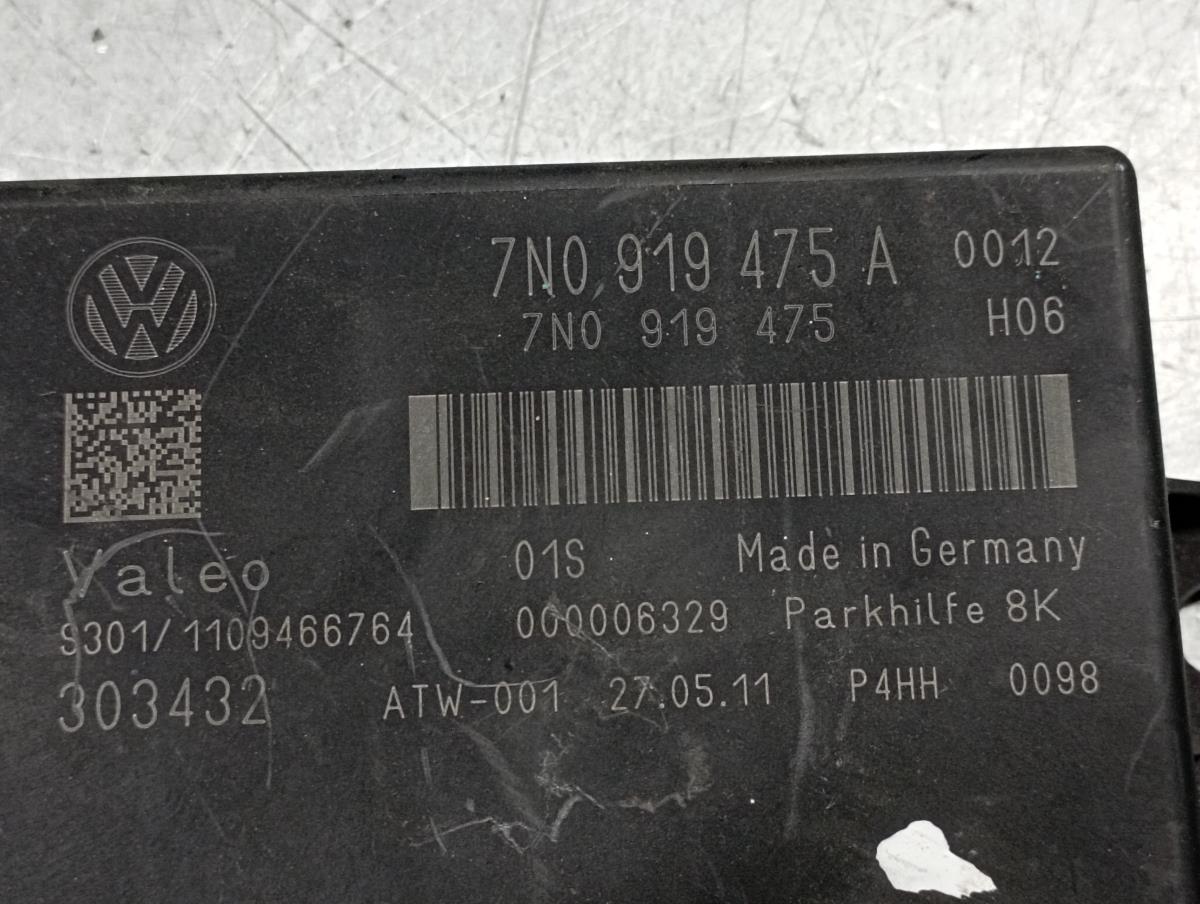 7N0 919 475 A 0012
7N0 919 475 H06
Valeo 01S Made in Germany
S301/1109466764 000006329 Parkhilfe 8K
303432 ATW-001 27.05.11 P4HH 0098